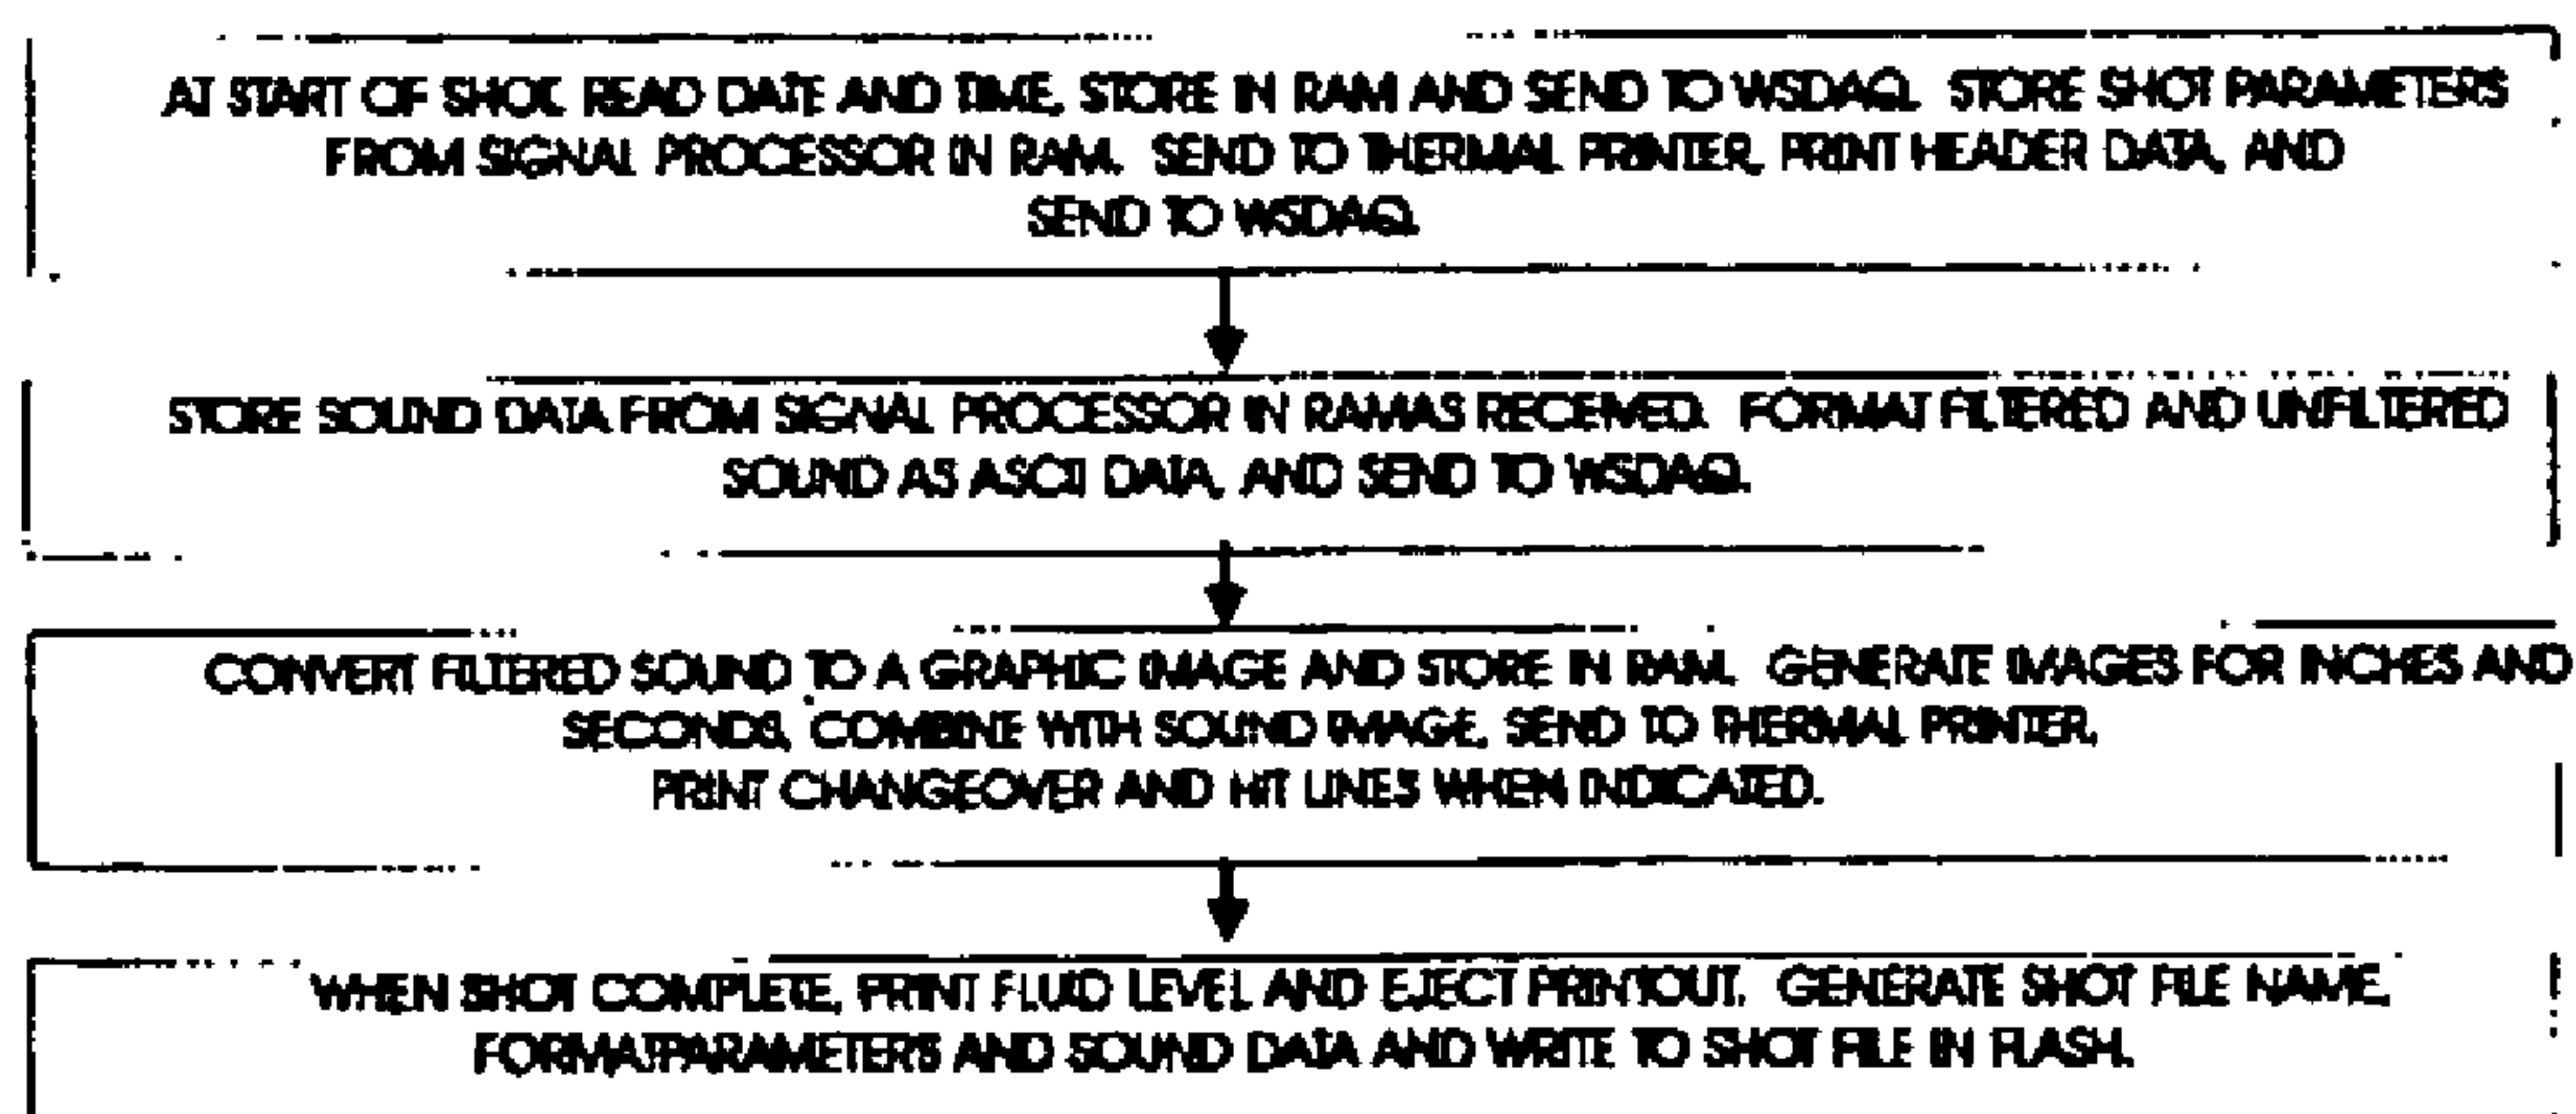 AT START OF SHOT, READ DATE AND TIME, STORE IN RAM AND SEND TO WSDAQ. STORE SHOT PARAMETERS
FROM SIGNAL PROCESSOR IN RAM. SEND TO THERMAL PRINTER, PRINT HEADER DATA, AND
SEND TO WSDAQ.
STORE SOUND DATA FROM SIGNAL PROCESSOR IN RAM AS RECEIVED. FORMAT FILTERED AND UNFILTERED
SOUND AS ASCII DATA, AND SEND TO WSDAQ.
CONVERT FILTERED SOUND TO A GRAPHIC IMAGE AND STORE IN RAM. GENERATE IMAGES FOR INCHES AND
SECONDS, COMBINE WITH SOUND IMAGE, SEND TO THERMAL PRINTER,
PRINT CHANGEOVER AND HIT LINES WHEN INDICATED.
WHEN SHOT COMPLETE, PRINT FLUID LEVEL AND EJECT PRINTOUT. GENERATE SHOT FILE NAME,
FORMAT PARAMETERS AND SOUND DATA AND WRITE TO SHOT FILE IN FLASH.